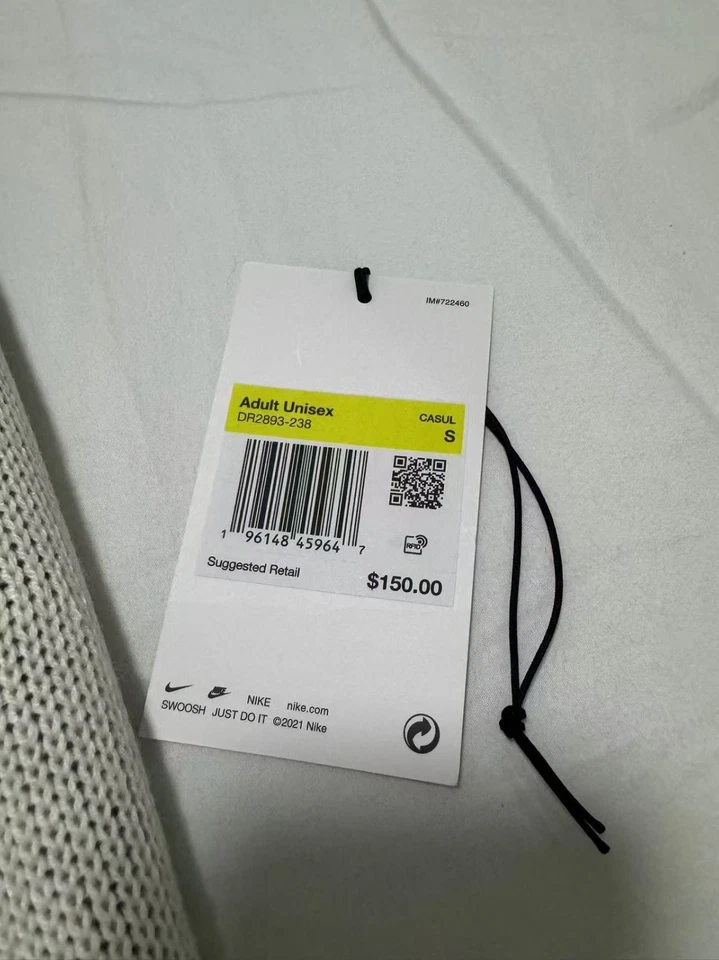 IM#722460
Adult Unisex
DR2893-238
CASUL
S
1 96148 45964 7
RFID
Suggested Retail
$150.00
NIKE nike.com
SWOOSH JUST DO IT ©2021 Nike